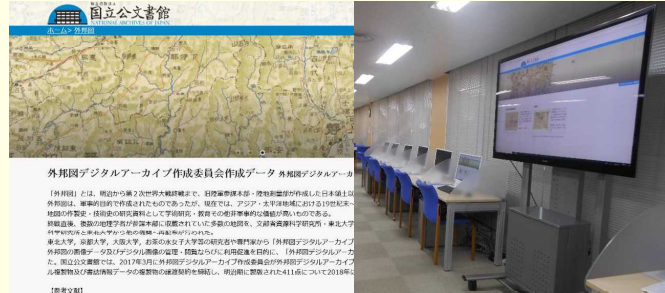 国立公文書館
NATIONAL ARCHIVES OF JAPAN
ホーム> 外邦図
外邦図デジタルアーカイブ作成委員会作成データ 外邦図デジタルアーカ
「外邦図」とは、明治から第2次世界大戦終戦まで、旧陸軍参謀本部・陸地測量部が作成した日本領土以
外邦図は、軍事的目的で作成されたものであったが、現在では、アジア・太平洋地域における19世紀末~
地図の作製史・技術史の研究資料として学術研究・教育その他非軍事的な価値が高いものである。
終戦直後、複数の地理学者が参謀本部に収蔵されていた多数の地図を、文部省資源科学研究所・東北大学
東北大学、京都大学、大阪大学、お茶の水女子大学等の研究者や専門家から「外邦図デジタルアーカイブ
外邦図の画像データ及びデジタル画像の管理・閲覧ならびに利用促進を目的に、「外邦図デジタルアーカ
た。国立公文書館では、2017年3月に外邦図デジタルアーカイブ作成委員会が外邦図デジタルアーカイブ
ル複製物及び書誌情報データの複製物の譲渡契約を締結し、明治期に製版された411点について2018年に
【参考文献】